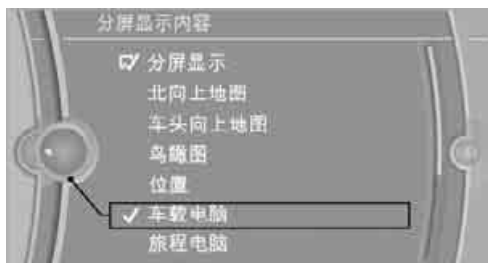 分屏显示内容
分屏显示
北向上地图
车头向上地图
鸟瞰图
位置
车载电脑
旅程电脑